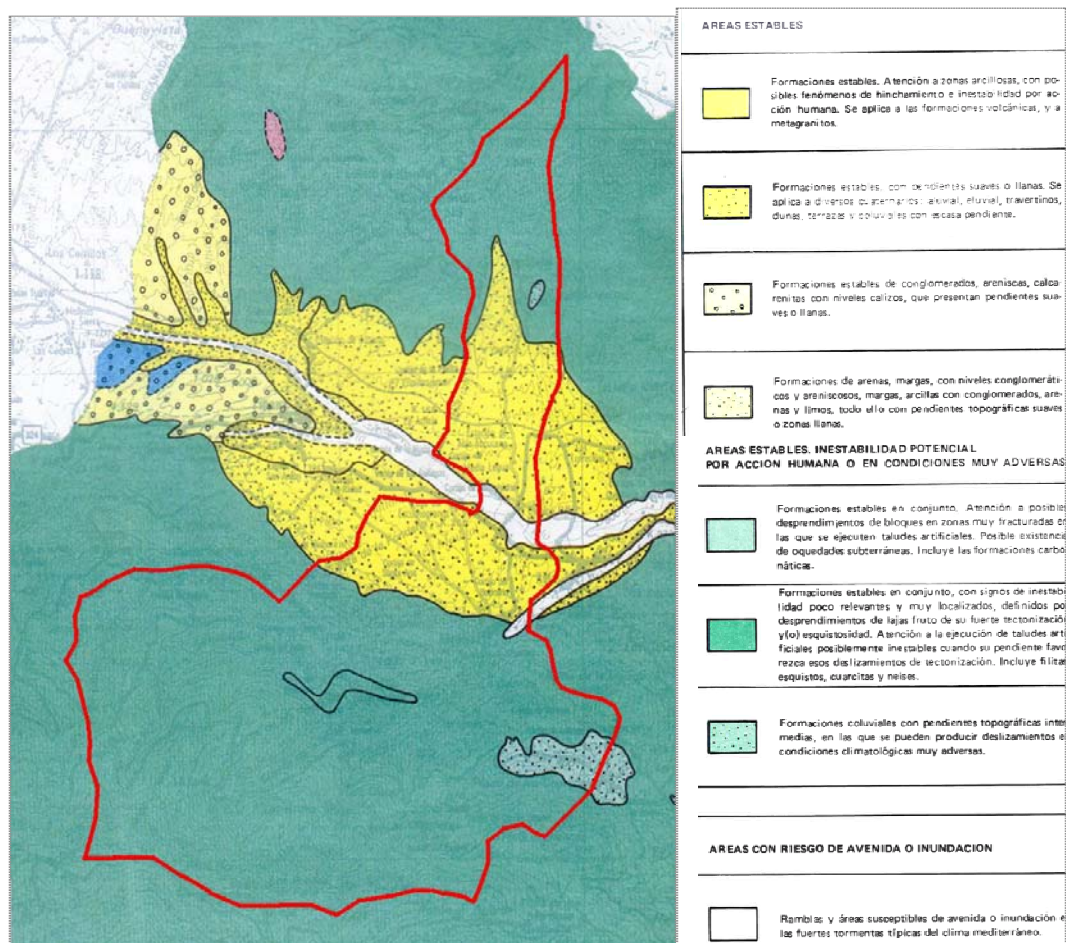 Buenavista
Los Cerrillos
1.118
324
AREAS ESTABLES
Formaciones estables. Atención a zonas arcillosas, con po-
sibles fenómenos de hinchamiento e inestabilidad por ac-
ción humana. Se aplica a las formaciones volcánicas, y a
metagranitos.
Formaciones estables, con pendientes suaves o llanas. Se
aplica a diversos cuaternarios: aluvial, eluvial, travertinos,
dunas, terrazas y coluviales con escasa pendiente.
Formaciones estables de conglomerados, areniscas, calca-
renitas con niveles calizos, que presentan pendientes sua-
ves o llanas.
Formaciones de arenas, margas, con niveles conglomeráti-
cos y areniscosos, margas, arcillas con conglomerados, are-
nas y limos, todo ello con pendientes topográficas suaves
o zonas llanas.
AREAS ESTABLES. INESTABILIDAD POTENCIAL
POR ACCION HUMANA O EN CONDICIONES MUY ADVERSAS
Formaciones estables en conjunto. Atención a posibles
desprendimientos de bloques en zonas muy fracturadas en
las que se ejecuten taludes artificiales. Posible existencia
de oquedades subterráneas. Incluye las formaciones carbo
náticas.
Formaciones estables en conjunto, con signos de inestabi
lidad poco relevantes y muy localizados, definidos po
desprendimientos de lajas fruto de su fuerte tectonización
y(o) esquistosidad. Atención a la ejecución de taludes arti
ficiales posiblemente inestables cuando su pendiente favo
rezca esos deslizamientos de tectonización. Incluye filitas
esquistos, cuarcitas y neises.
Formaciones coluviales con pendientes topográficas inte
medias, en las que se pueden producir deslizamientos e
condiciones climatológicas muy adversas.
AREAS CON RIESGO DE AVENIDA O INUNDACION
Ramblas y áreas susceptibles de avenida o inundación e
las fuertes tormentas típicas del clima mediterráneo.